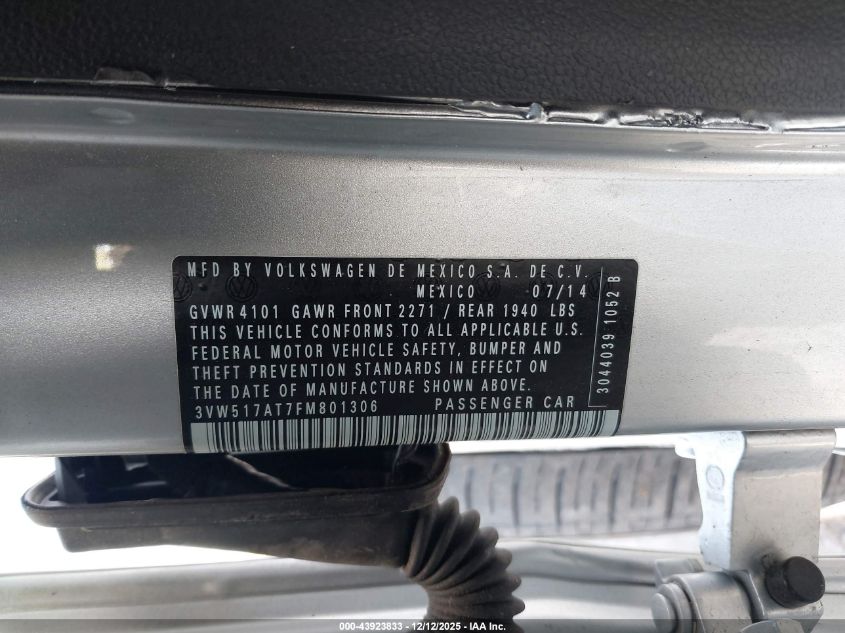 MFD BY VOLKSWAGEN DE MEXICO S.A. DE C.V.
MEXICO 07/14
GVWR 4101 GAWR FRONT 2271 / REAR 1940 LBS
THIS VEHICLE CONFORMS TO ALL APPLICABLE U.S.
FEDERAL MOTOR VEHICLE SAFETY, BUMPER AND
THEFT PREVENTION STANDARDS IN EFFECT ON
THE DATE OF MANUFACTURE SHOWN ABOVE.
3VW517AT7FM801306 PASSENGER CAR
3044039 1052 B
000-43923833 - 12/12/2025 - IAA Inc.